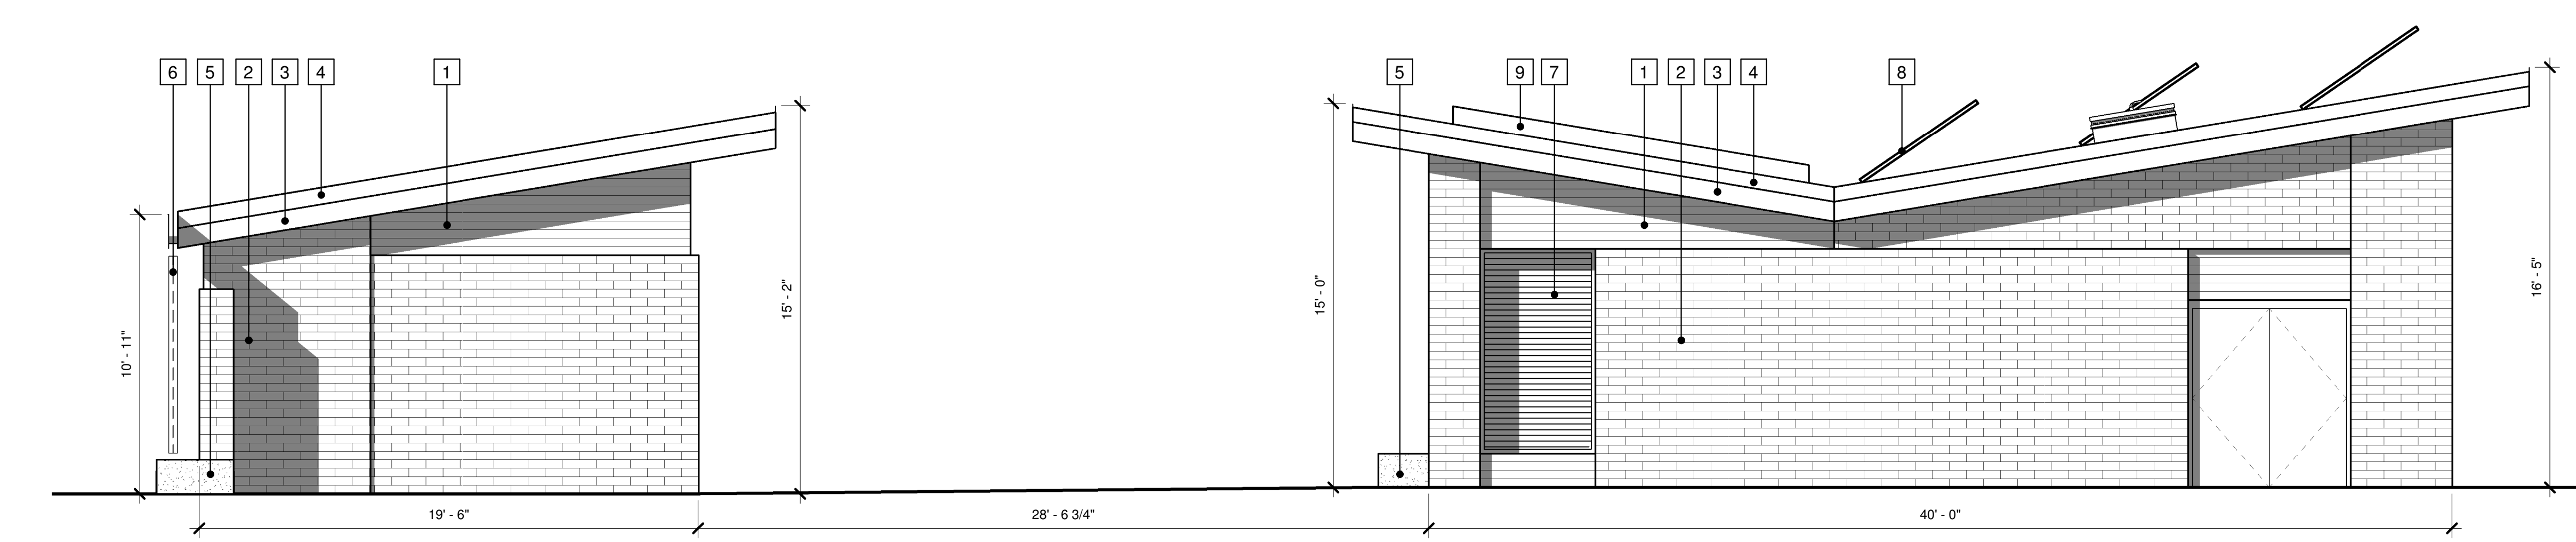 6 5 2 3 4 1 5 9 7 1 2 3 4 8
10' - 11"
15' - 2"
15' - 0"
16' - 5"
19' - 6" 28' - 6 3/4" 40' - 0"